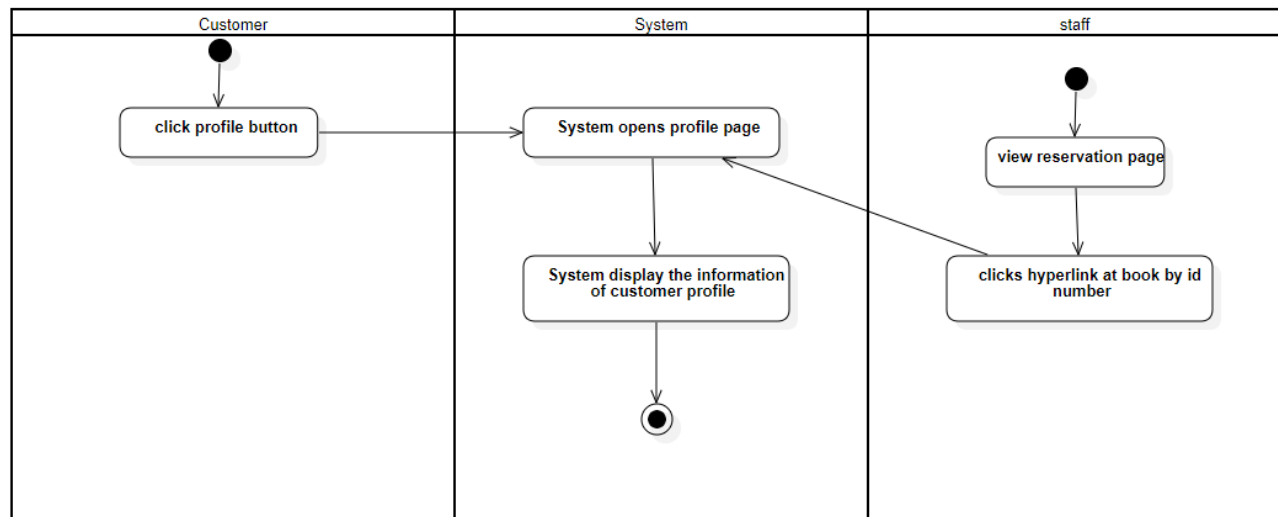 Customer
System
staff
click profile button
System opens profile page
view reservation page
System display the information
of customer profile
clicks hyperlink at book by id
number